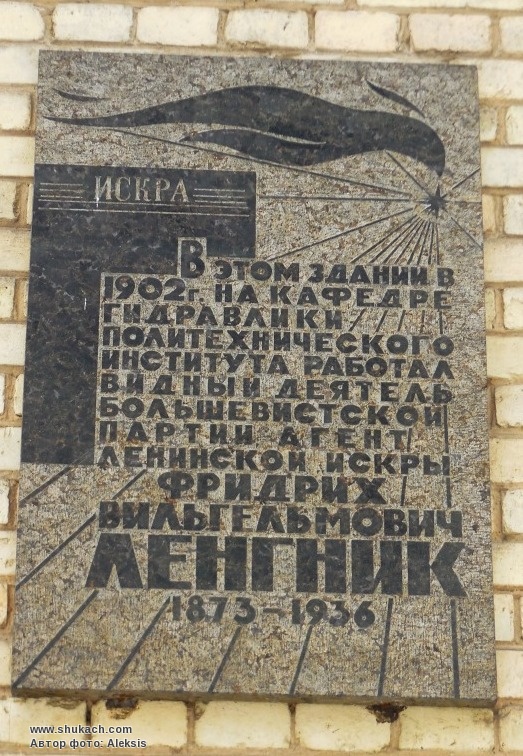 ИСКРА
В ЭТОМ ЗДАНИИ В
1902 г. НА КАФЕДРЕ
ГИДРАВЛИКИ
ПОЛИТЕХНИЧЕСКОГО
ИНСТИТУТА РАБОТАЛ
ВИДНЫЙ ДЕЯТЕЛЬ
БОЛЬШЕВИСТСКОЙ
ПАРТИИ АГЕНТ
ЛЕНИНСКОЙ ИСКРЫ
ФРИДРИХ
ВИЛЬГЕЛЬМОВИЧ
ЛЕНГНИК
1873-1936
www.shukach.com
Автор фото: Aleksis